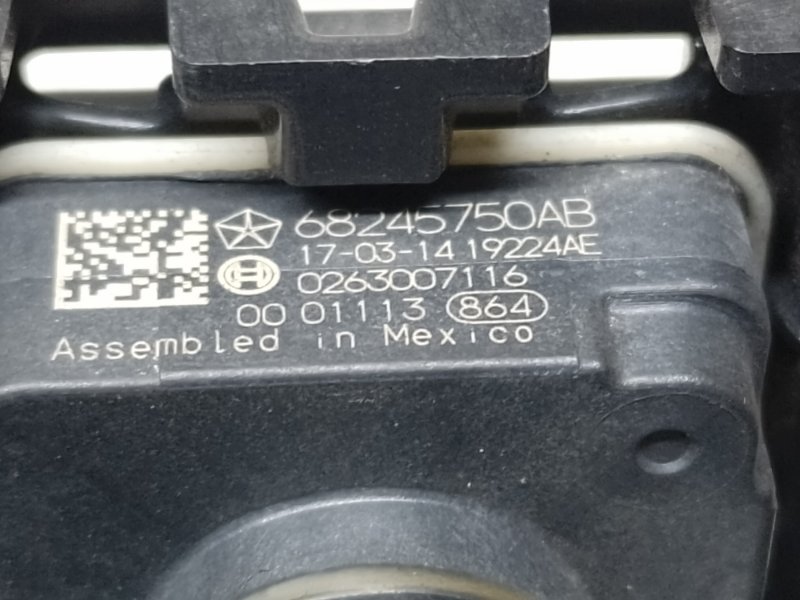 68245750AB
17-03-14 19224AE
0263007116
00 01113 864
Assembled in Mexico